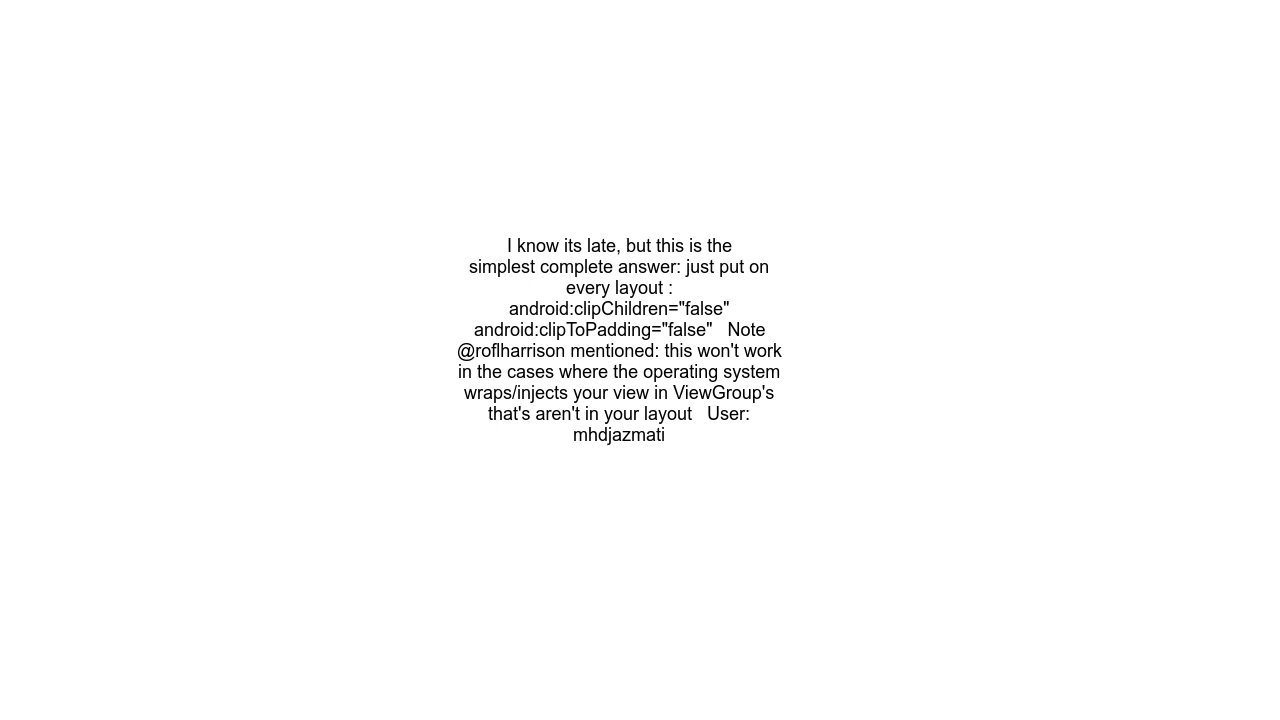 I know its late, but this is the
simplest complete answer: just put on
every layout :
android:clipChildren="false"
android:clipToPadding="false"   Note
@roflharrison mentioned: this won't work
in the cases where the operating system
wraps/injects your view in ViewGroup's
that's aren't in your layout   User:
mhdjazmati